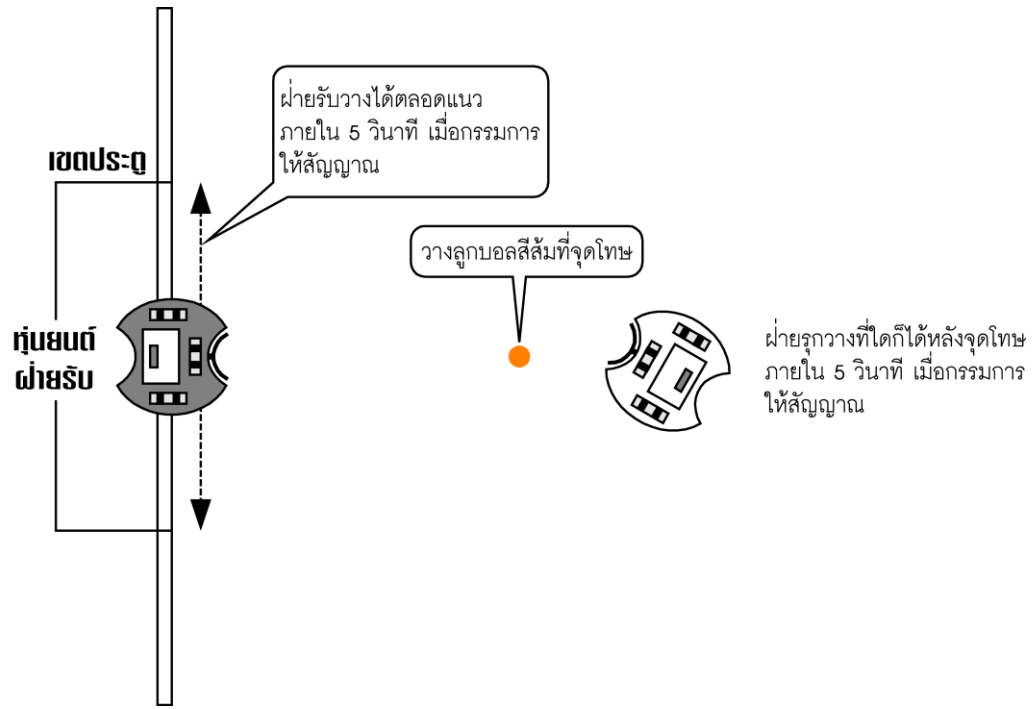 ฝ่ายรับวางได้ตลอดแนว
ภายใน 5 วินาที เมื่อกรรมการ
ให้สัญญาณ
เขตประตู
วางลูกบอลสีส้มที่จุดโทษ
หุ่นยนต์
ฝ่ายรับ
ฝ่ายรุกวางที่ใดก็ได้หลังจุดโทษ
ภายใน 5 วินาที เมื่อกรรมการ
ให้สัญญาณ